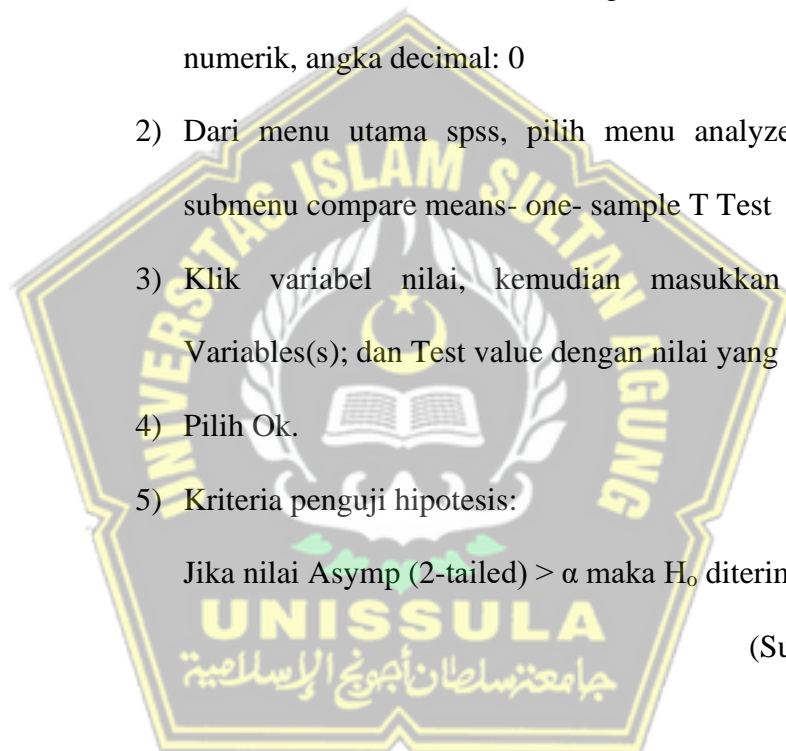 numerik, angka decimal: 0
2) Dari menu utama spss, pilih menu analyze
submenu compare means- one- sample T Test
3) Klik variabel nilai, kemudian masukkan
Variables(s); dan Test value dengan nilai yang
4) Pilih Ok.
5) Kriteria penguji hipotesis:
Jika nilai Asymp (2-tailed) > α maka Hₒ
(Su
UNIVERSITAS ISLAM SULTAN AGUNG
UNISSULA
جامعة سلطان أجونج الإسلامية